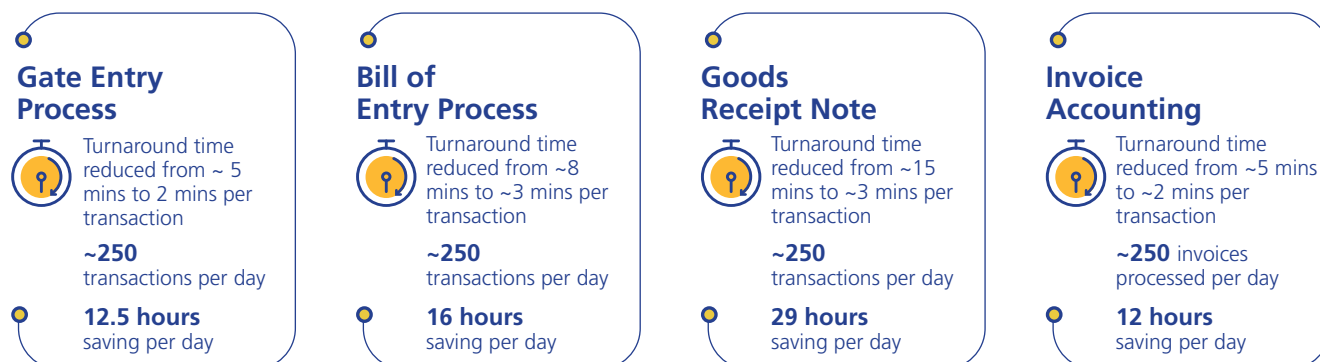 Gate Entry
Process
Turnaround time
reduced from ~ 5
mins to 2 mins per
transaction
~250
transactions per day
12.5 hours
saving per day
Bill of
Entry Process
Turnaround time
reduced from ~8
mins to ~3 mins per
transaction
~250
transactions per day
16 hours
saving per day
Goods
Receipt Note
Turnaround time
reduced from ~15
mins to ~3 mins per
transaction
~250
transactions per day
29 hours
saving per day
Invoice
Accounting
Turnaround time
reduced from ~5 mins
to ~2 mins per
transaction
~250 invoices
processed per day
12 hours
saving per day